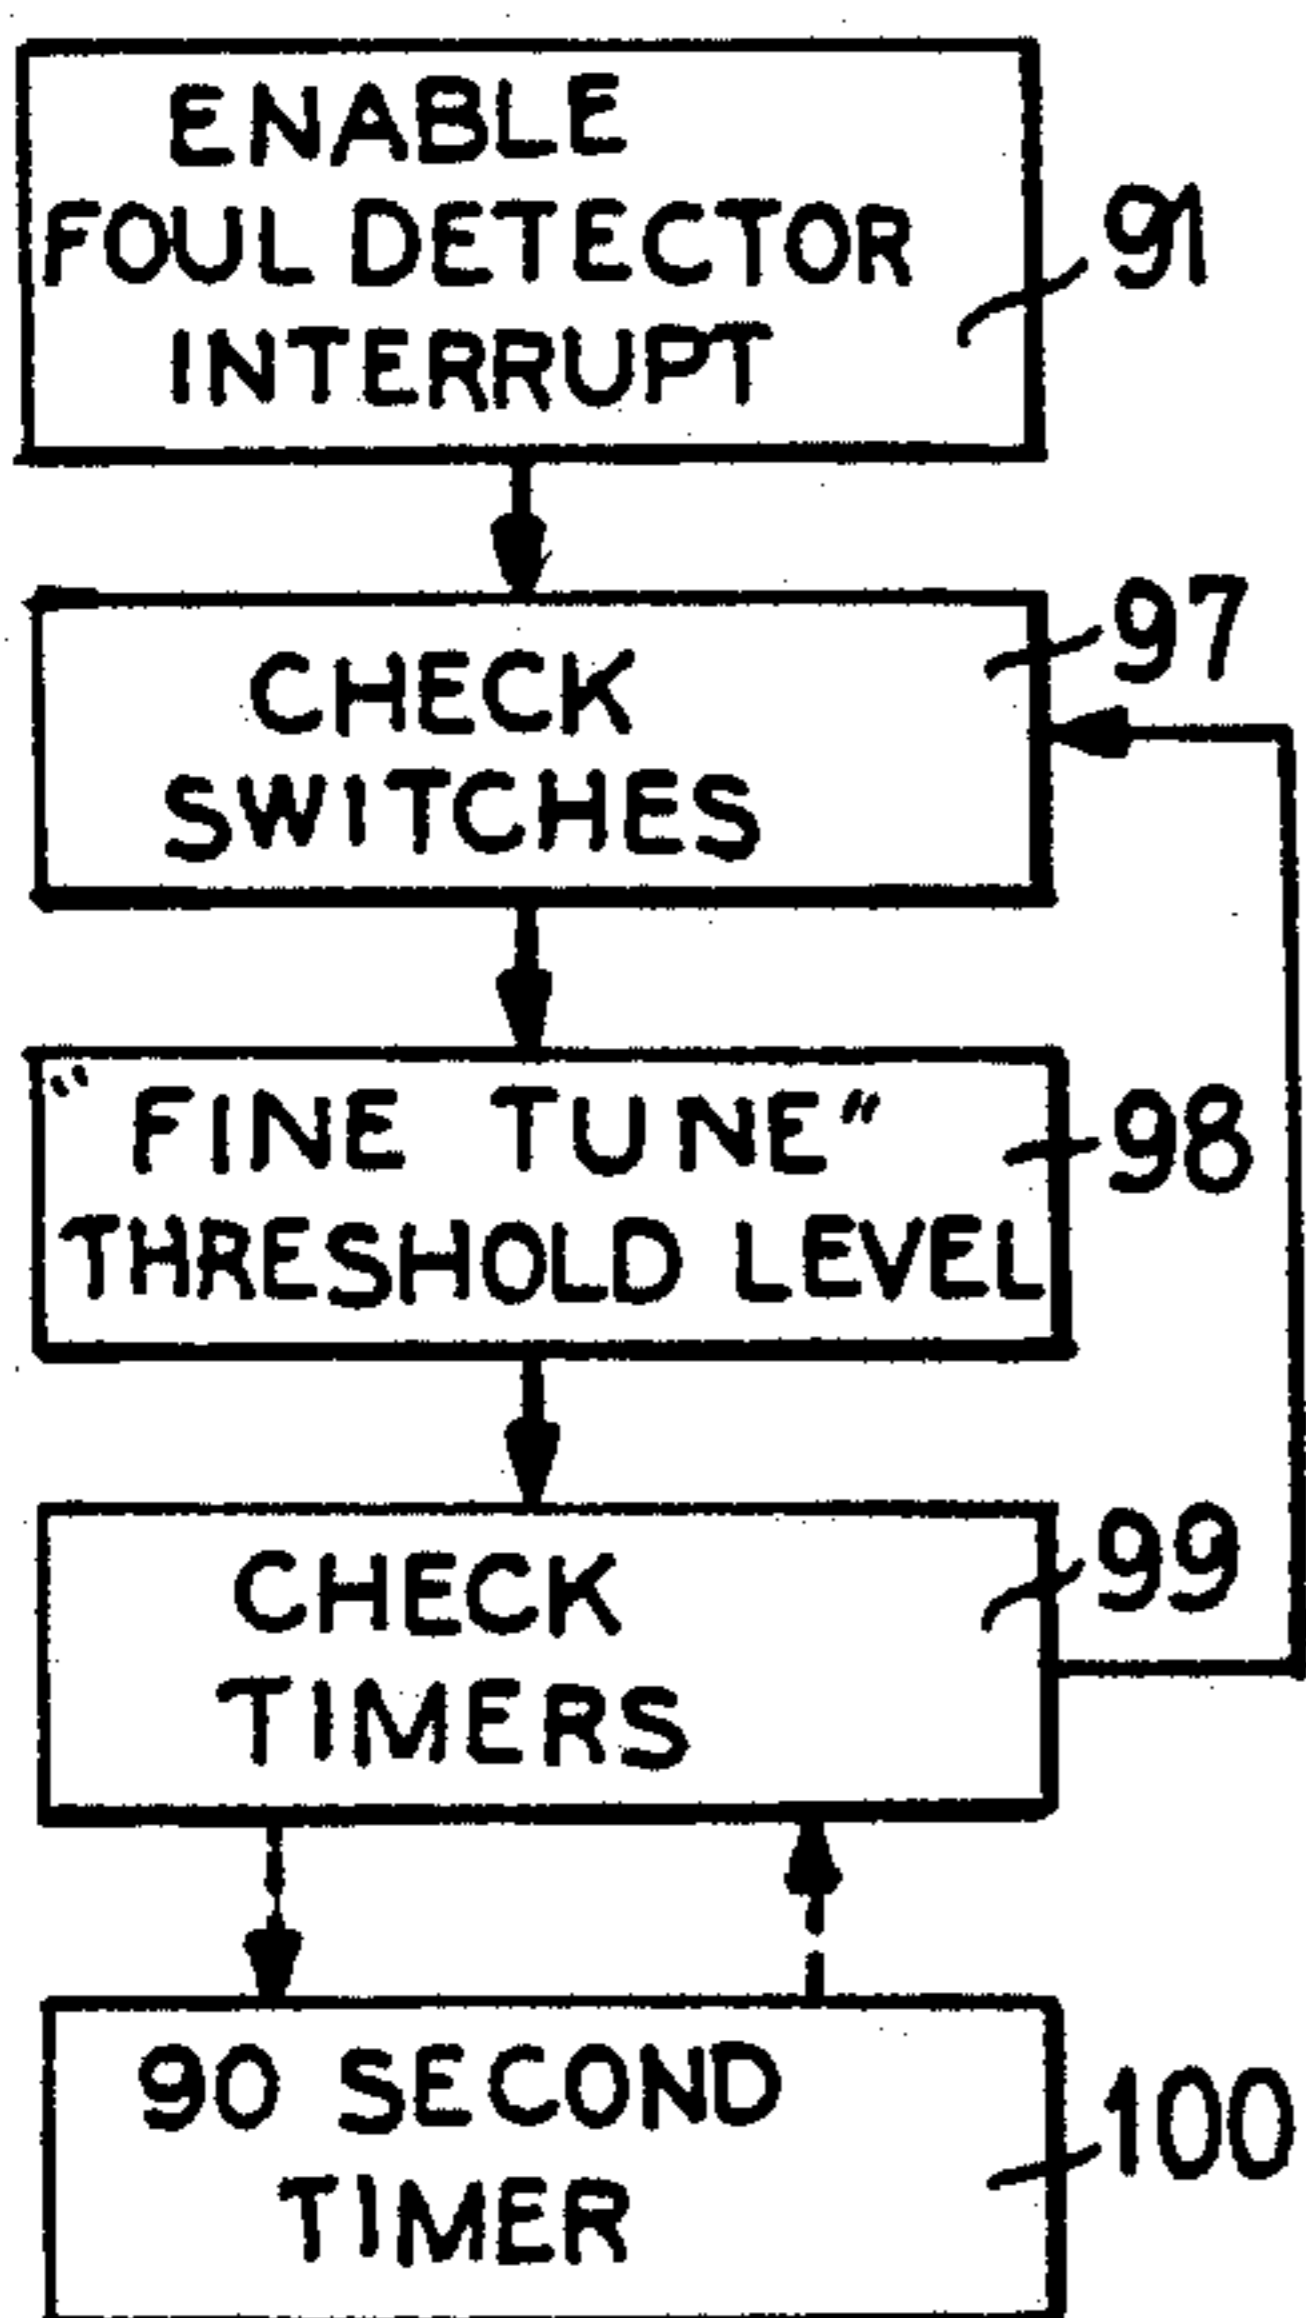 ENABLE
FOUL DETECTOR
INTERRUPT
91
CHECK
SWITCHES
97
"FINE TUNE"
THRESHOLD LEVEL
98
CHECK
TIMERS
99
90 SECOND
TIMER
100